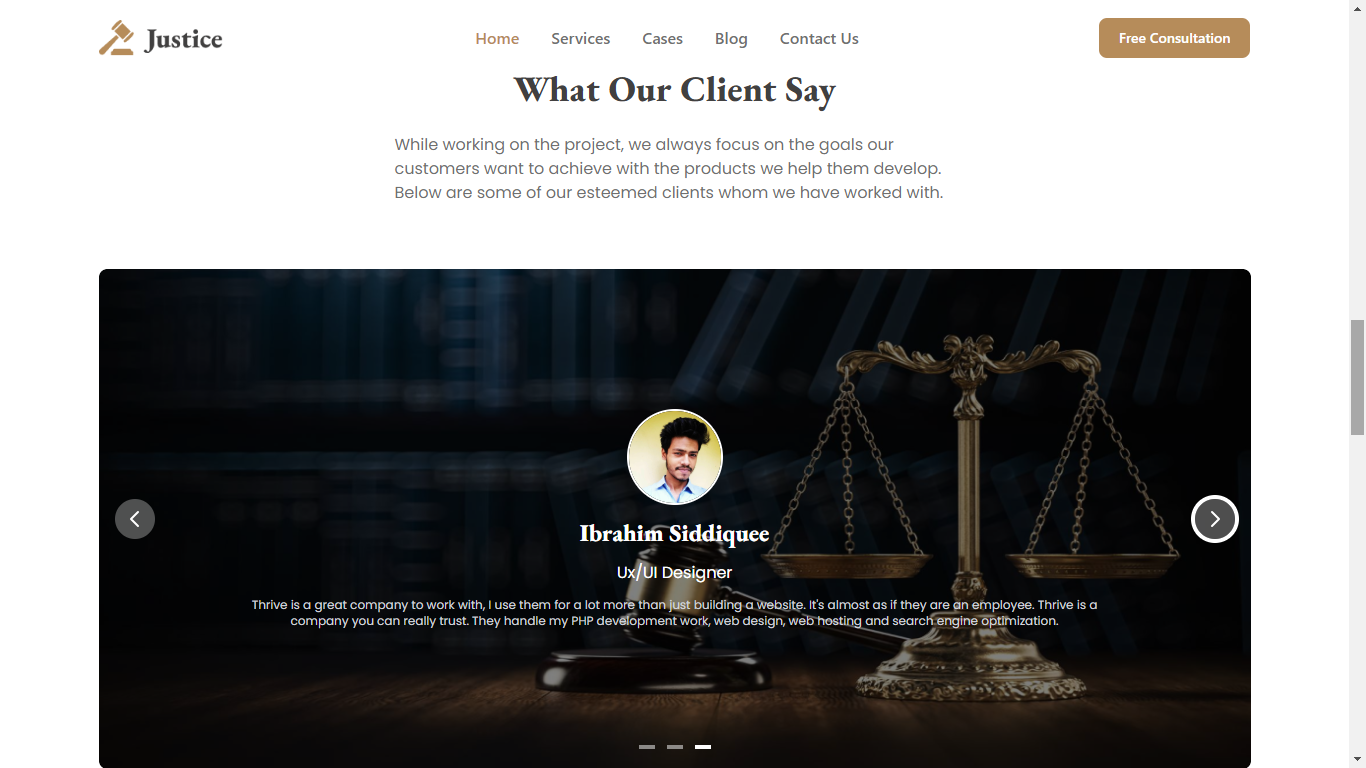 Justice
Home
Services
Cases
Blog
Contact Us
Free Consultation
What Our Client Say
While working on the project, we always focus on the goals our
customers want to achieve with the products we help them develop.
Below are some of our esteemed clients whom we have worked with.
Ibrahim Siddiquee
Ux/UI Designer
Thrive is a great company to work with, I use them for a lot more than just building a website. It's almost as if they are an employee. Thrive is a
company you can really trust. They handle my PHP development work, web design, web hosting and search engine optimization.